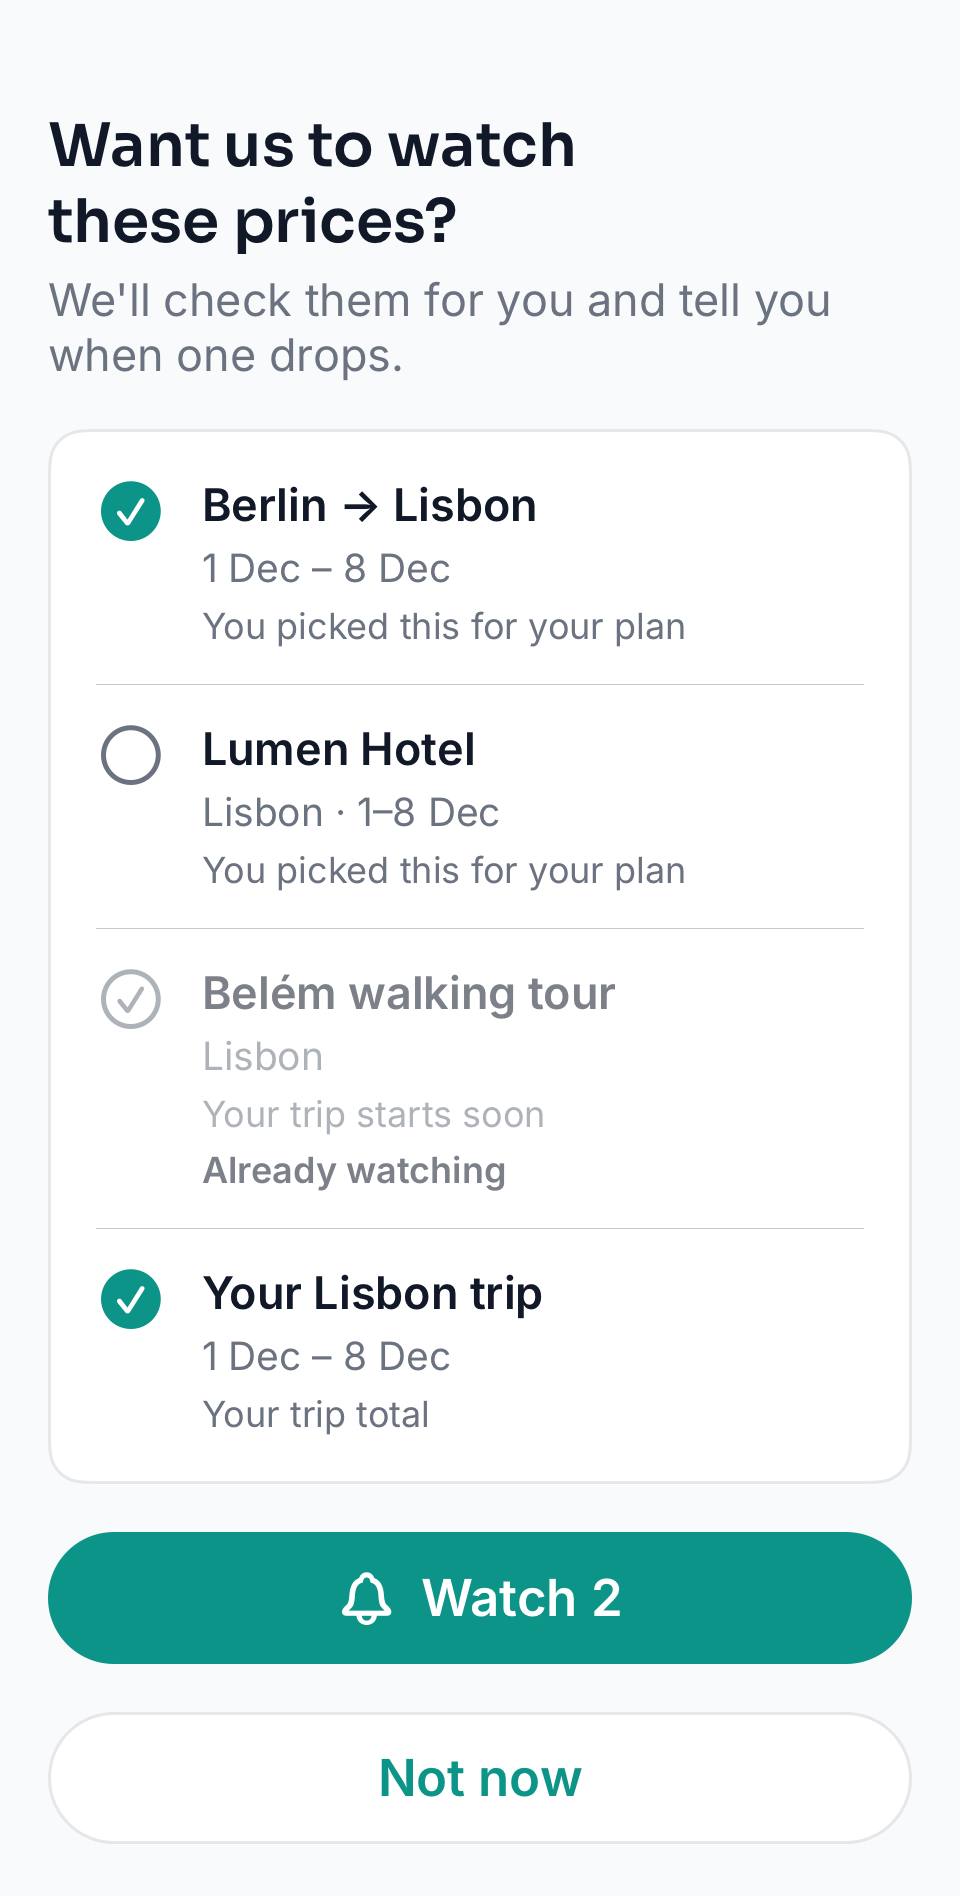 Want us to watch
these prices?
We'll check them for you and tell you
when one drops.
Berlin → Lisbon
1 Dec – 8 Dec
You picked this for your plan
Lumen Hotel
Lisbon · 1–8 Dec
You picked this for your plan
Belém walking tour
Lisbon
Your trip starts soon
Already watching
Your Lisbon trip
1 Dec – 8 Dec
Your trip total
Watch 2
Not now